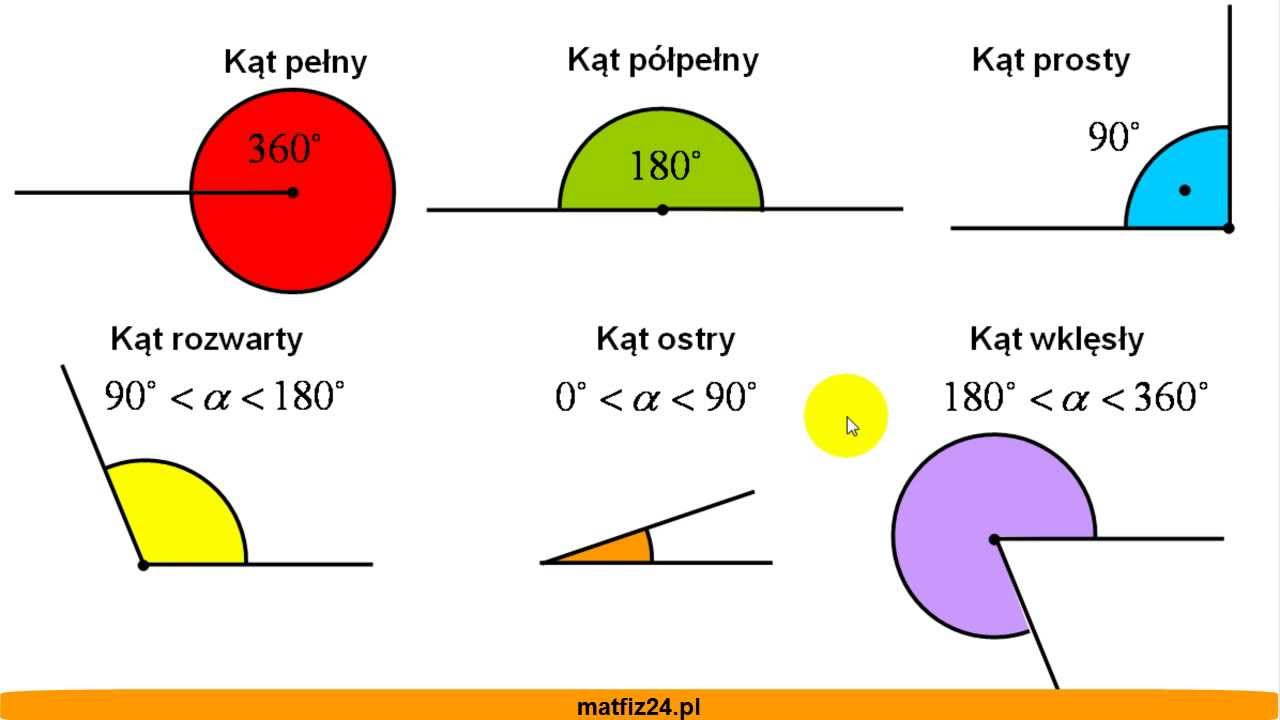 Kąt pełny
360°
Kąt półpełny
180°
Kąt prosty
90°
Kąt rozwarty
90° < α < 180°
Kąt ostry
0° < α < 90°
Kąt wklęsły
180° < α < 360°
matfiz24.pl